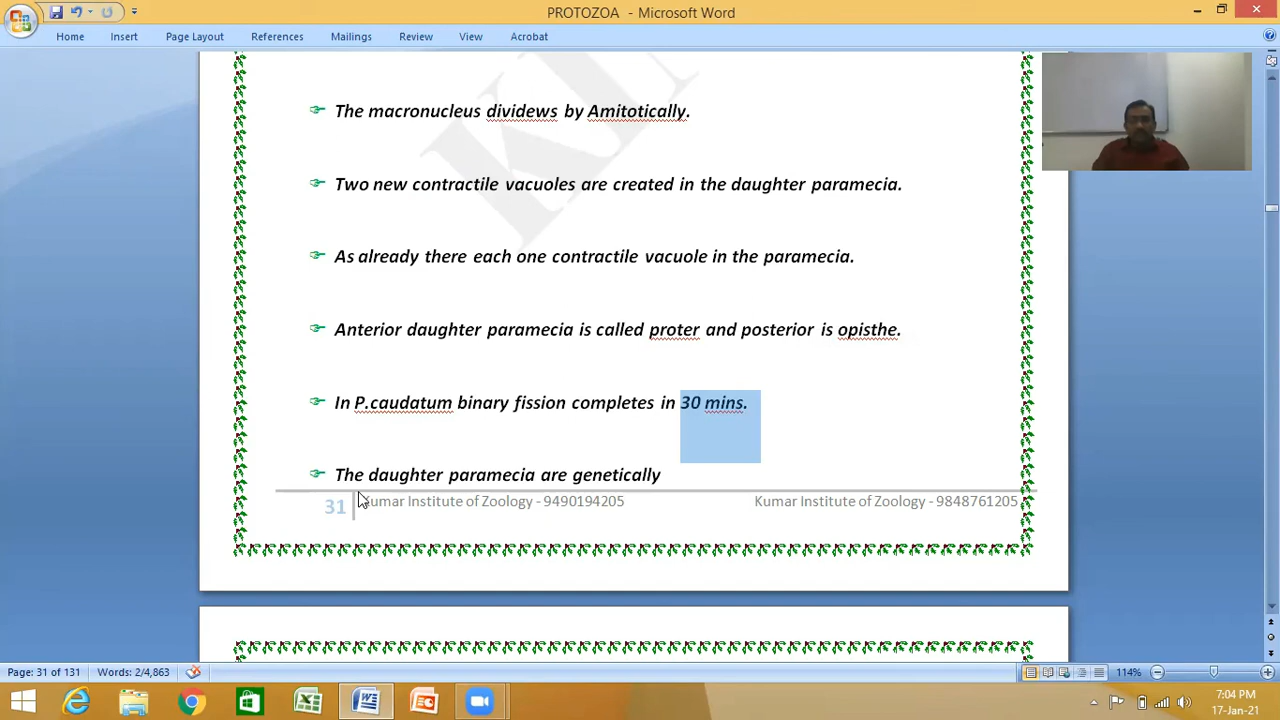 PROTOZOA - Microsoft Word
Home Insert Page Layout References Mailings Review View Acrobat
The macronucleus dividews by Amitotically.
Two new contractile vacuoles are created in the daughter paramecia.
As already there each one contractile vacuole in the paramecia.
Anterior daughter paramecia is called proter and posterior is opisthe.
In P.caudatum binary fission completes in 30 mins.
The daughter paramecia are genetically
31 Kumar Institute of Zoology - 9490194205 Kumar Institute of Zoology - 9848761205
Page: 31 of 131 Words: 2/4,863 114%
7:04 PM
17-Jan-21